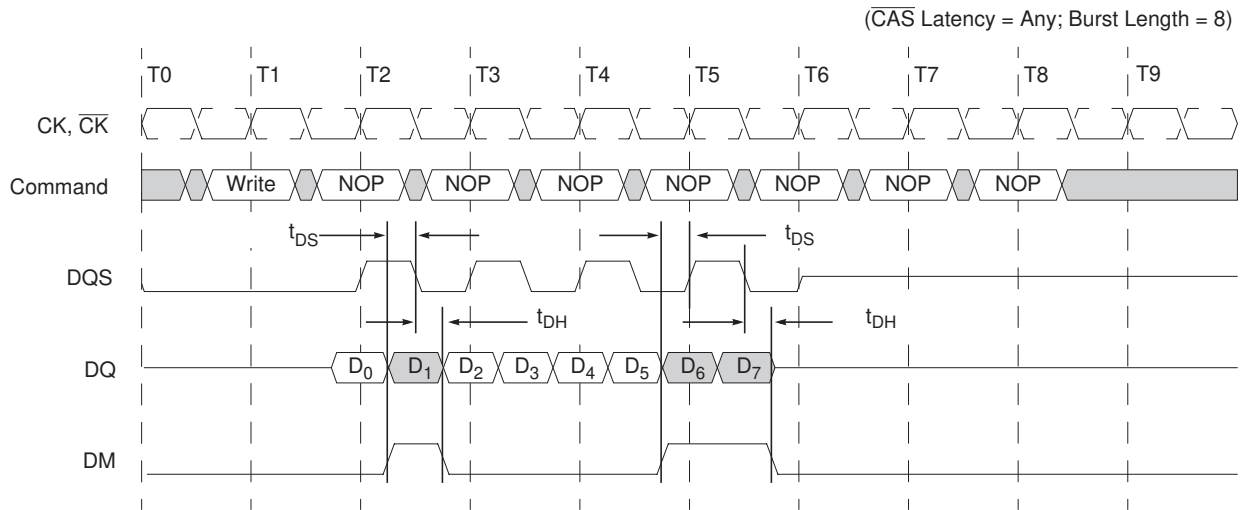 (C̅A̅S̅ Latency = Any; Burst Length = 8)
T0 T1 T2 T3 T4 T5 T6 T7 T8 T9
CK, C̅K̅
Command Write NOP NOP NOP NOP NOP NOP NOP
tDS tDS
DQS
tDH tDH
DQ D0 D1 D2 D3 D4 D5 D6 D7
DM